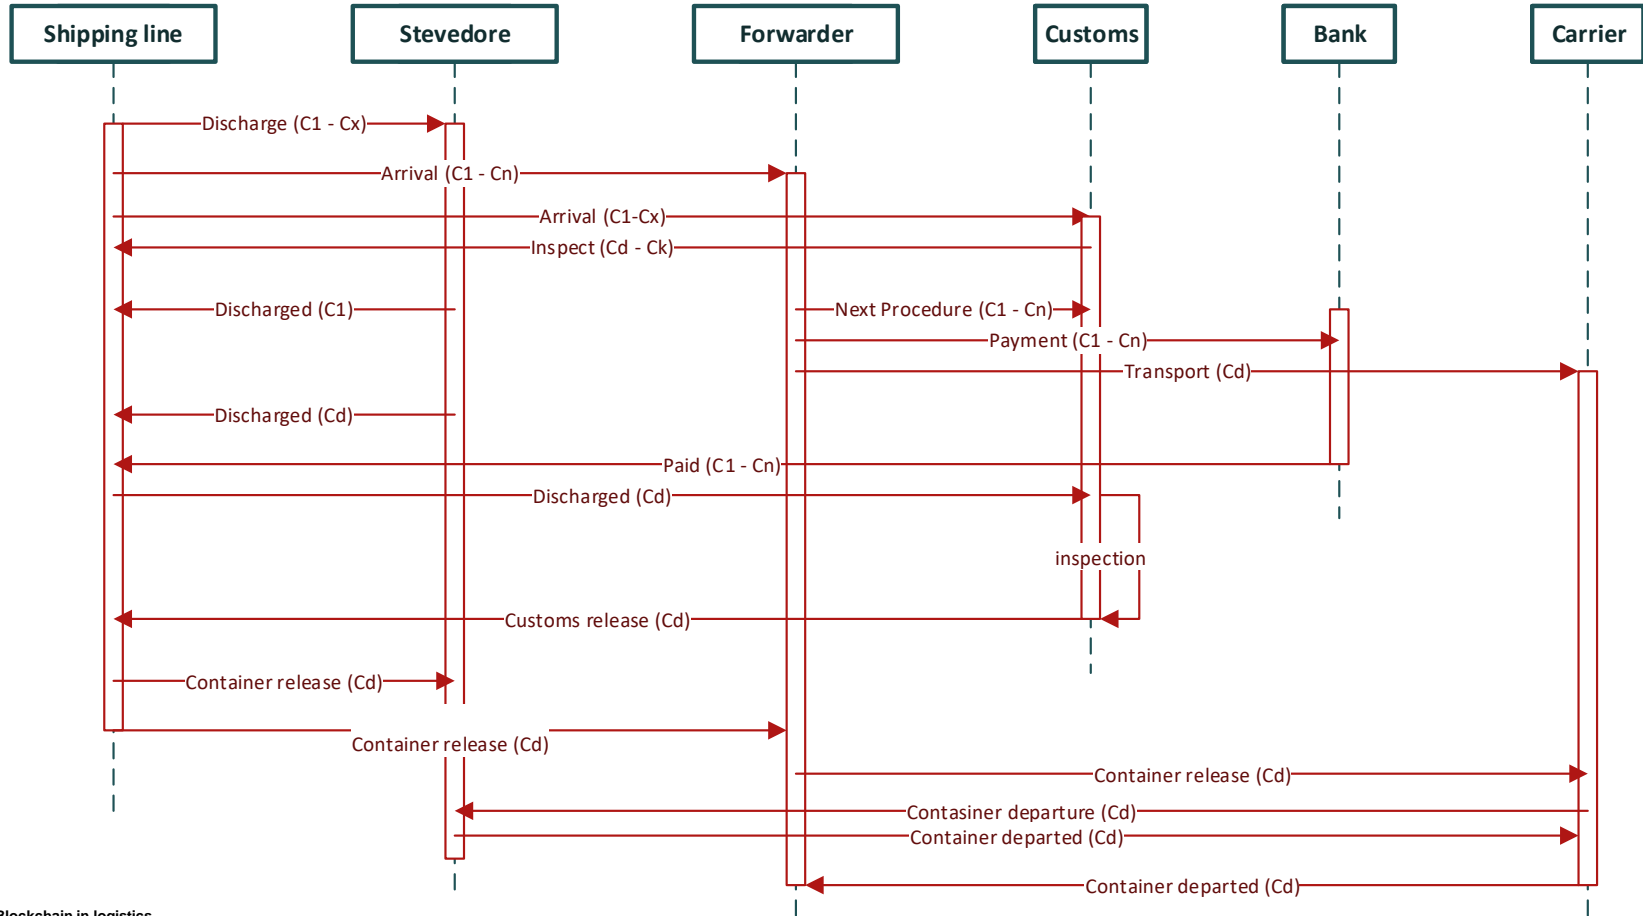 Shipping line
Stevedore
Forwarder
Customs
Bank
Carrier
Discharge (C1 - Cx)
Arrival (C1 - Cn)
Arrival (C1-Cx)
Inspect (Cd - Ck)
Discharged (C1)
Next Procedure (C1 - Cn)
Payment (C1 - Cn)
Transport (Cd)
Discharged (Cd)
Paid (C1 - Cn)
Discharged (Cd)
inspection
Customs release (Cd)
Container release (Cd)
Container release (Cd)
Container release (Cd)
Contasiner departure (Cd)
Container departed (Cd)
Container departed (Cd)
Blockchain in logistics